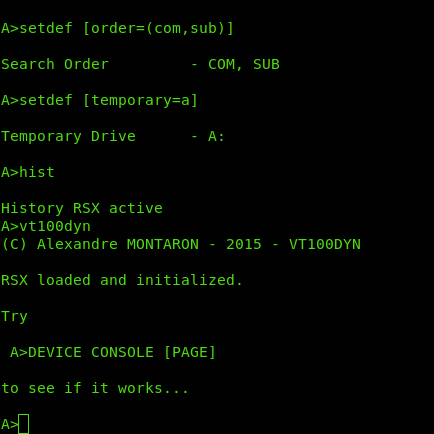 A>setdef [order=(com,sub)]
Search Order         - COM, SUB
A>setdef [temporary=a]
Temporary Drive      - A:
A>hist
History RSX active
A>vt100dyn
(C) Alexandre MONTARON - 2015 - VT100DYN
RSX loaded and initialized.
Try
 A>DEVICE CONSOLE [PAGE]
to see if it works...
A>